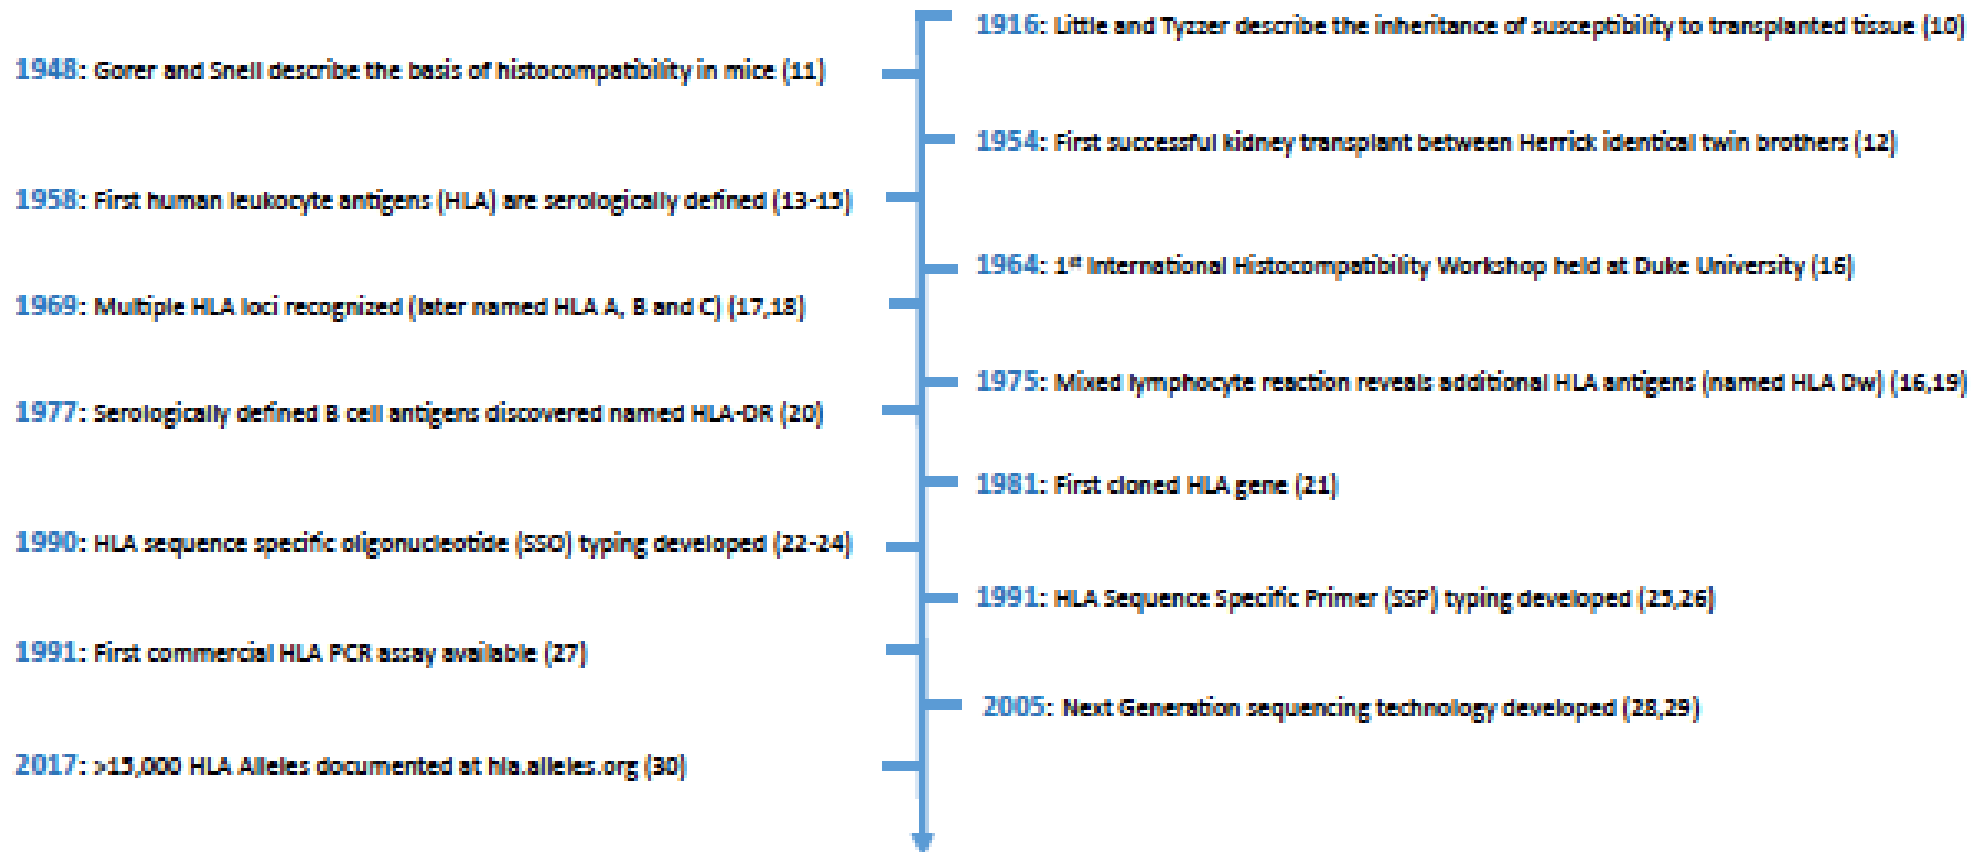 1916: Little and Tyzzer describe the inheritance of susceptibility to transplanted tissue (10)
1948: Gorer and Snell describe the basis of histocompatibility in mice (11)
1954: First successful kidney transplant between Herrick identical twin brothers (12)
1958: First human leukocyte antigens (HLA) are serologically defined (13-15)
1964: 1st International Histocompatibility Workshop held at Duke University (16)
1969: Multiple HLA loci recognized (later named HLA A, B and C) (17,18)
1975: Mixed lymphocyte reaction reveals additional HLA antigens (named HLA Dw) (16,19)
1977: Serologically defined B cell antigens discovered named HLA-DR (20)
1981: First cloned HLA gene (21)
1990: HLA sequence specific oligonucleotide (SSO) typing developed (22-24)
1991: HLA Sequence Specific Primer (SSP) typing developed (25,26)
1991: First commercial HLA PCR assay available (27)
2005: Next Generation sequencing technology developed (28,29)
2017: >15,000 HLA Alleles documented at hla.alleles.org (30)